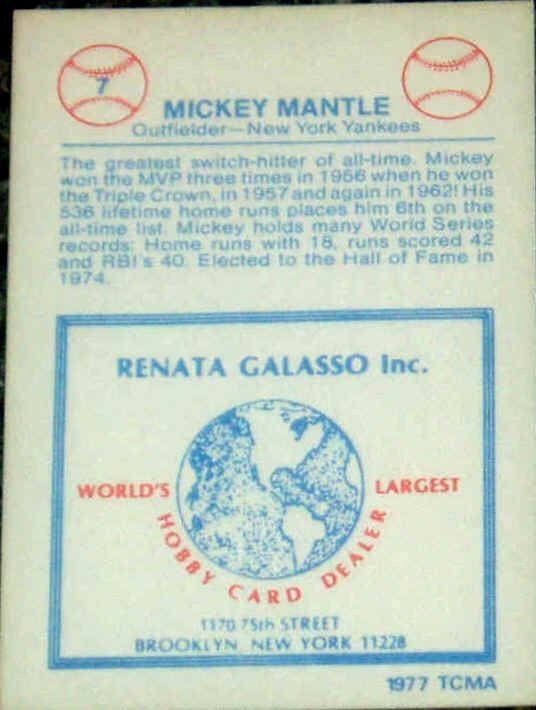 7
MICKEY MANTLE
Outfielder—New York Yankees
The greatest switch-hitter of all-time. Mickey
won the MVP three times in 1956 when he won
the Triple Crown, in 1957 and again in 1962! His
536 lifetime home runs places him 6th on the
all-time list. Mickey holds many World Series
records: Home runs with 18, runs scored 42
and RBI's 40. Elected to the Hall of Fame in
1974.
RENATA GALASSO Inc.
WORLD'S LARGEST
HOBBY CARD DEALER
1170 75th STREET
BROOKLYN, NEW YORK 11228
1977 TCMA